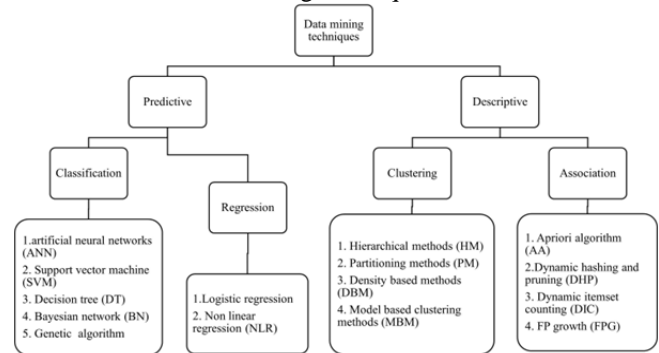 Data mining
techniques
Predictive
Descriptive
Classification
Regression
Clustering
Association
1.artificial neural networks
(ANN)
2. Support vector machine
(SVM)
3. Decision tree (DT)
4. Bayesian network (BN)
5. Genetic algorithm
1.Logistic regression
2. Non linear
regression (NLR)
1. Hierarchical methods (HM)
2. Partitioning methods (PM)
3. Density based methods
(DBM)
4. Model based clustering
methods (MBM)
1. Apriori algorithm
(AA)
2.Dynamic hashing and
pruning (DHP)
3. Dynamic itemset
counting (DIC)
4. FP growth (FPG)